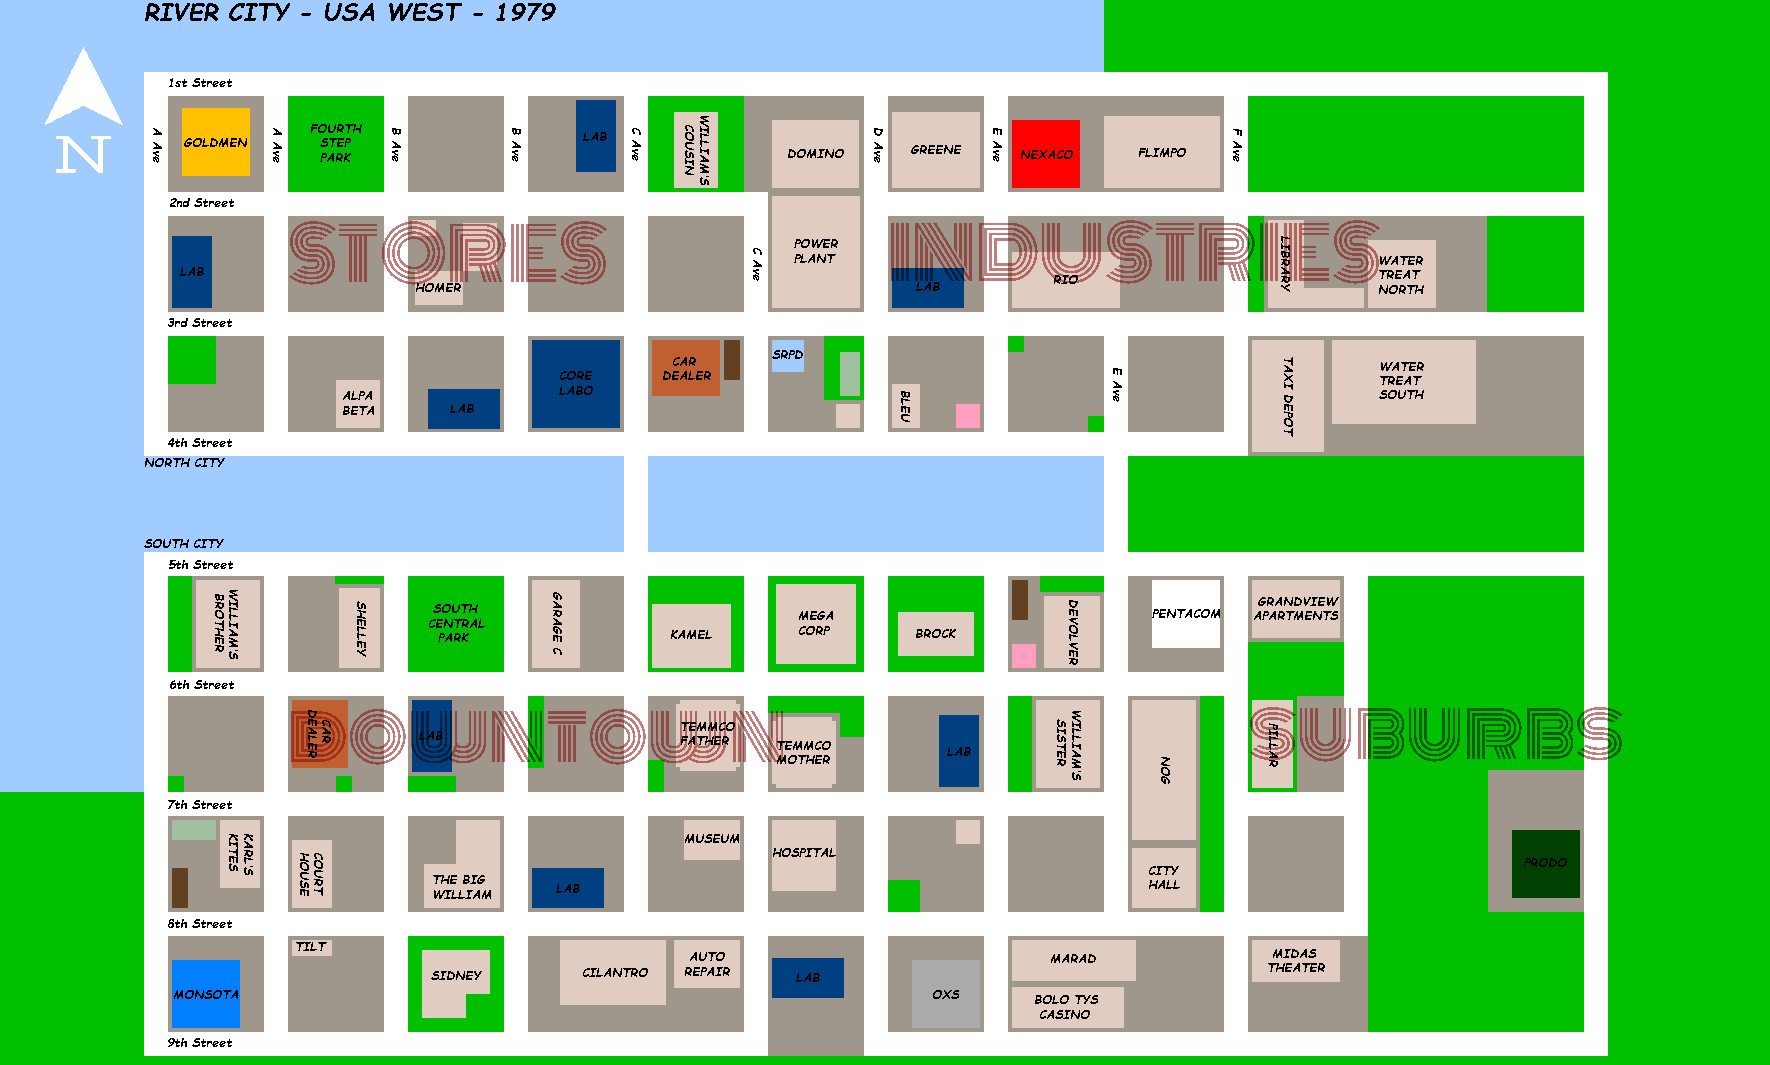 RIVER CITY - USA WEST - 1979
N
1st Street
A Ave
GOLDMEN
A Ave
FOURTH
STEP
PARK
B Ave
B Ave
LAB
C Ave
WILLIAM'S
COUSIN
DOMINO
D Ave
GREENE
E Ave
NEXACO
FLIMPO
F Ave
2nd Street
LAB
STORES
HOMER
C Ave
POWER
PLANT
INDUSTRIES
LAB
RIO
LIBRARY
WATER
TREAT
NORTH
3rd Street
ALPA
BETA
LAB
CORE
LABO
CAR
DEALER
SRPD
BLEU
E Ave
TAXI DEPOT
WATER
TREAT
SOUTH
4th Street
NORTH CITY
SOUTH CITY
5th Street
WILLIAM'S
BROTHER
SHELLEY
SOUTH
CENTRAL
PARK
GARAGE C
KAMEL
MEGA
CORP
BROCK
DEVOLVER
PENTACOM
GRANDVIEW
APARTMENTS
6th Street
CAR
DEALER
DOWNTOWN
LAB
TEMMCO
FATHER
TEMMCO
MOTHER
LAB
WILLIAM'S
SISTER
NOG
PILLAR
SUBURBS
7th Street
KARL'S
KITES
COURT
HOUSE
THE BIG
WILLIAM
LAB
MUSEUM
HOSPITAL
CITY
HALL
PRODO
8th Street
MONSOTA
TILT
SIDNEY
CILANTRO
AUTO
REPAIR
LAB
OXS
MARAD
BOLO TYS
CASINO
MIDAS
THEATER
9th Street